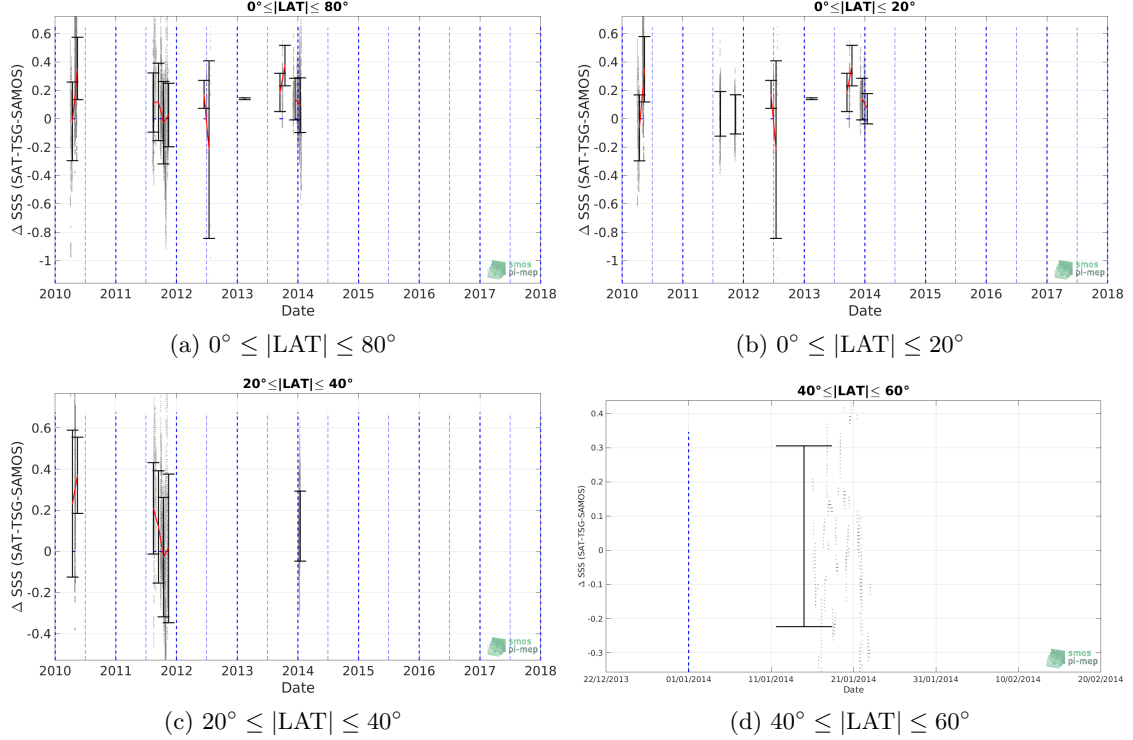 0°≤|LAT|≤ 80°
0.6
0.4
0.2
0
-0.2
-0.4
-0.6
-0.8
-1
Δ SSS (SAT-TSG-SAMOS)
2010 2011 2012 2013 2014 2015 2016 2017 2018
Date
smos
pi-mep
(a) 0° ≤ |LAT| ≤ 80°
0°≤|LAT|≤ 20°
0.6
0.4
0.2
0
-0.2
-0.4
-0.6
-0.8
-1
Δ SSS (SAT-TSG-SAMOS)
2010 2011 2012 2013 2014 2015 2016 2017 2018
Date
smos
pi-mep
(b) 0° ≤ |LAT| ≤ 20°
20°≤|LAT|≤ 40°
0.6
0.4
0.2
0
-0.2
-0.4
Δ SSS (SAT-TSG-SAMOS)
2010 2011 2012 2013 2014 2015 2016 2017 2018
Date
smos
pi-mep
(c) 20° ≤ |LAT| ≤ 40°
40°≤|LAT|≤ 60°
0.4
0.3
0.2
0.1
0
-0.1
-0.2
-0.3
Δ SSS (SAT-TSG-SAMOS)
22/12/2013 01/01/2014 11/01/2014 21/01/2014 31/01/2014 10/02/2014 20/02/2014
Date
smos
pi-mep
(d) 40° ≤ |LAT| ≤ 60°